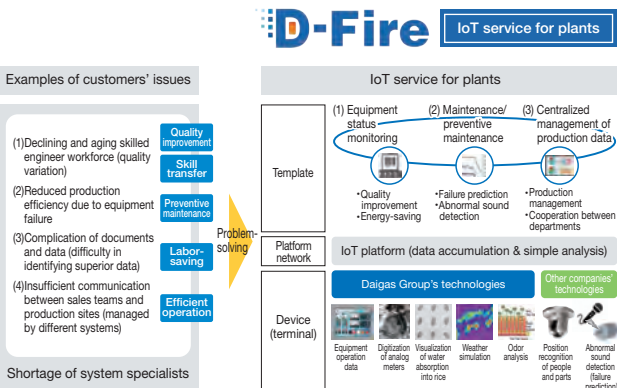 D-Fire
IoT service for plants
Examples of customers' issues
(1)Declining and aging skilled
engineer workforce (quality
variation)
(2)Reduced production
efficiency due to equipment
failure
(3)Complication of documents
and data (difficulty in
identifying superior data)
(4)Insufficient communication
between sales teams and
production sites (managed
by different systems)
Quality
improvement
Skill
transfer
Preventive
maintenance
Labor-
saving
Efficient
operation
Shortage of system specialists
Problem-
solving
IoT service for plants
Template
(1) Equipment
status
monitoring
(2) Maintenance/
preventive
maintenance
(3) Centralized
management of
production data
•Quality
improvement
•Energy-saving
•Failure prediction
•Abnormal sound
detection
•Production
management
•Cooperation between
departments
Platform
network
IoT platform (data accumulation & simple analysis)
Device
(terminal)
Daigas Group's technologies
Other companies'
technologies
Equipment
operation
data
Digitization
of analog
meters
Visualization
of water
absorption
into rice
Weather
simulation
Odor
analysis
Position
recognition
of people
and parts
Abnormal
sound
detection
(failure
prediction